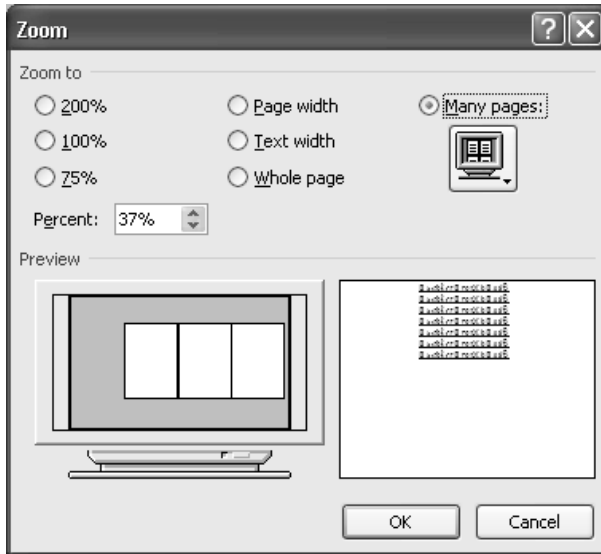 Zoom
Zoom to
200%
Page width
Many pages:
100%
Text width
75%
Whole page
Percent: 37%
Preview
OK
Cancel